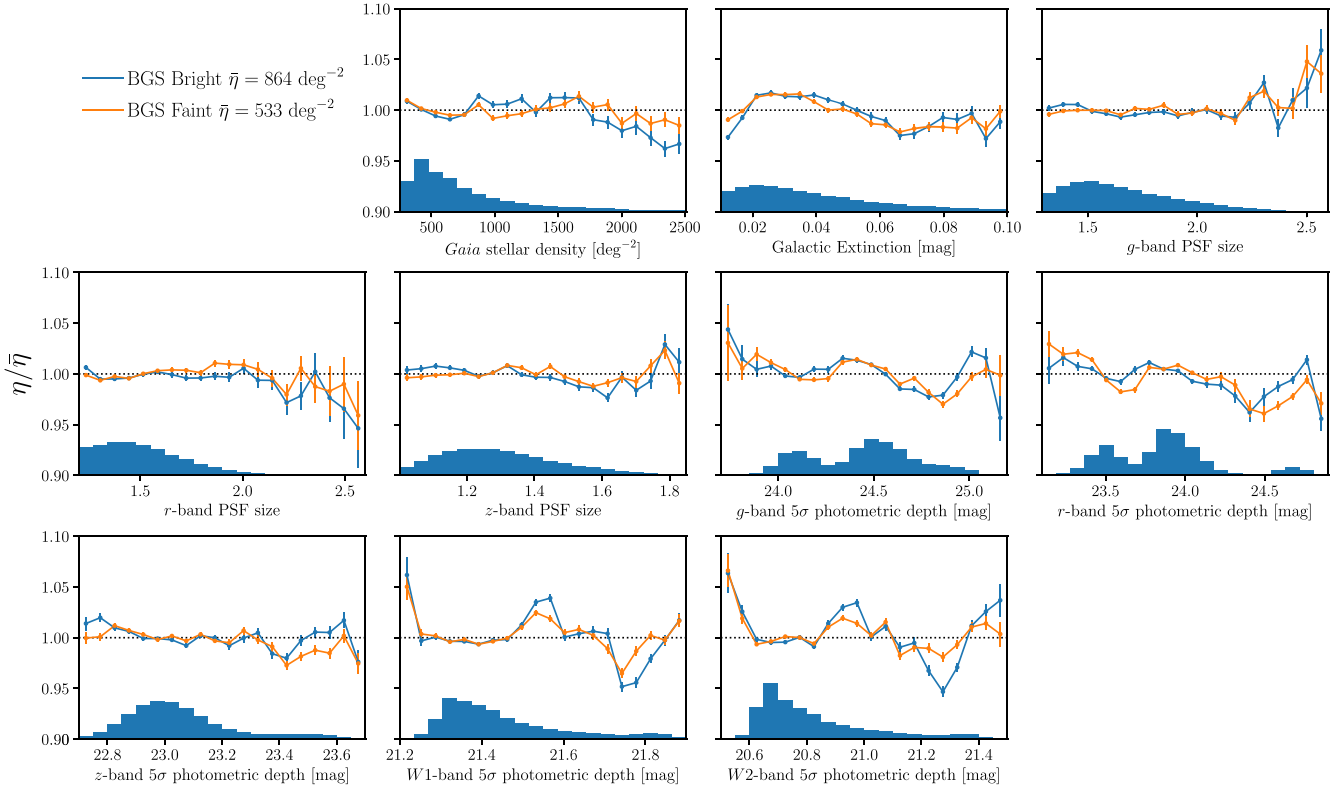 BGS Bright η̄ = 864 deg⁻²
BGS Faint η̄ = 533 deg⁻²
1.10
1.05
1.00
0.95
0.90
500 1000 1500 2000 2500
Gaia stellar density [deg⁻²]
0.02 0.04 0.06 0.08 0.10
Galactic Extinction [mag]
1.5 2.0 2.5
g-band PSF size
η/η̄
1.10
1.05
1.00
0.95
0.90
1.5 2.0 2.5
r-band PSF size
1.2 1.4 1.6 1.8
z-band PSF size
24.0 24.5 25.0
g-band 5σ photometric depth [mag]
23.5 24.0 24.5
r-band 5σ photometric depth [mag]
1.10
1.05
1.00
0.95
0.90
22.8 23.0 23.2 23.4 23.6
z-band 5σ photometric depth [mag]
21.2 21.4 21.6 21.8
W1-band 5σ photometric depth [mag]
20.6 20.8 21.0 21.2 21.4
W2-band 5σ photometric depth [mag]